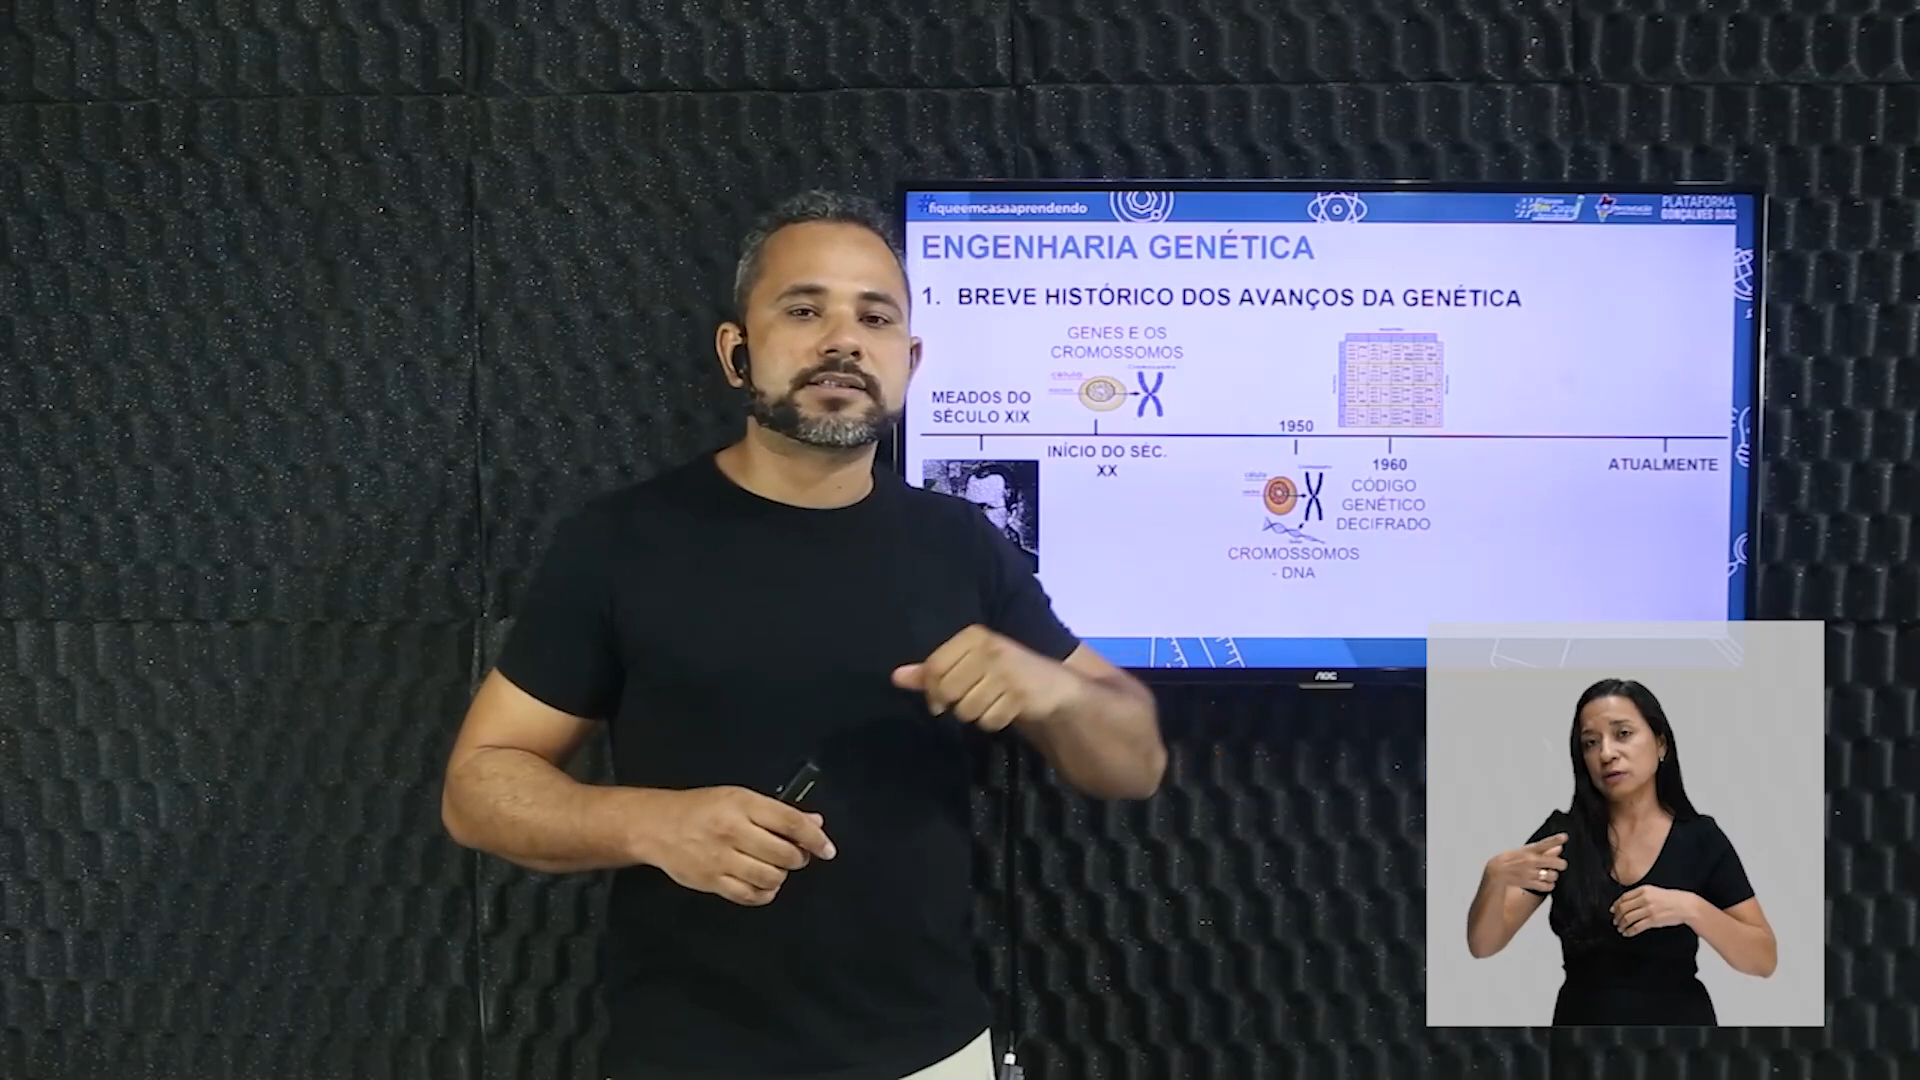 #fiqueemcasaaprendendo
PLATAFORMA
GONÇALVES DIAS
ENGENHARIA GENÉTICA
1. BREVE HISTÓRICO DOS AVANÇOS DA GENÉTICA
GENES E OS
CROMOSSOMOS
MEADOS DO
SÉCULO XIX
INÍCIO DO SÉC.
XX
1950
CROMOSSOMOS
- DNA
1960
CÓDIGO
GENÉTICO
DECIFRADO
ATUALMENTE
AOC